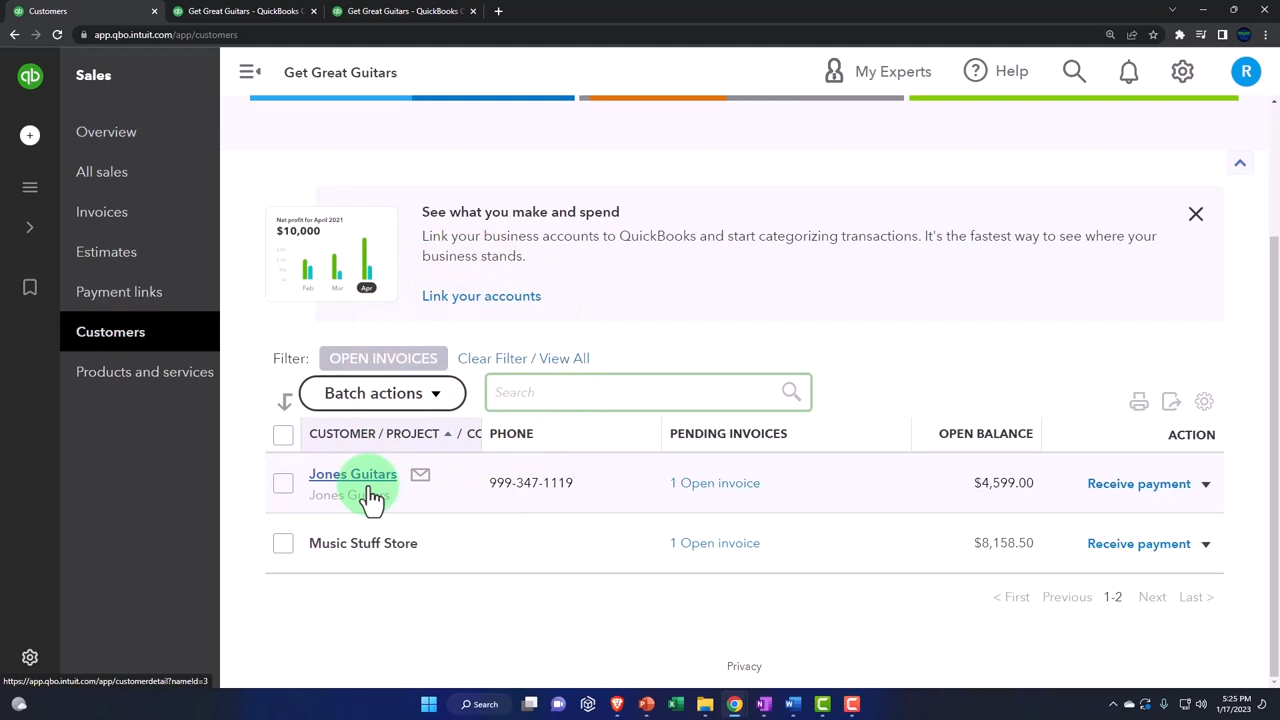 Customers
Get Great Guitars - QuickBooks C
Get Great Guitars - QuickBooks C
app.qbo.intuit.com/app/customers
qb
Sales
Get Great Guitars
My Experts
Help
R
Overview
All sales
Invoices
Estimates
Payment links
Customers
Products and services
Net profit for April 2021
$10,000
Feb
Mar
Apr
See what you make and spend
Link your business accounts to QuickBooks and start categorizing transactions. It's the fastest way to see where your
business stands.
Link your accounts
Filter:
OPEN INVOICES
Clear Filter / View All
Batch actions
Search
CUSTOMER / PROJECT / CC
PHONE
PENDING INVOICES
OPEN BALANCE
ACTION
Jones Guitars
Jones Guitars
999-347-1119
1 Open invoice
$4,599.00
Receive payment
Music Stuff Store
1 Open invoice
$8,158.50
Receive payment
< First
Previous
1-2
Next
Last >
Privacy
https://app.qbo.intuit.com/app/customerdetail?nameId=3
Search
5:25 PM
1/17/2023